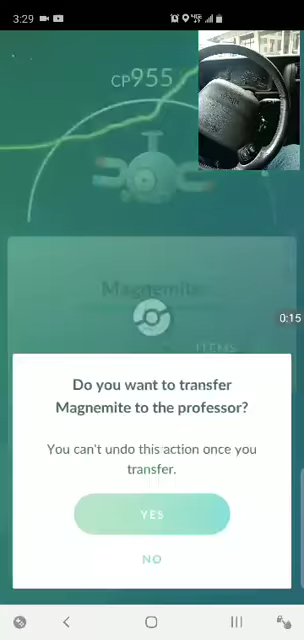 3:29
CP955
Magnemite
ITEMS
0:15
Do you want to transfer
Magnemite to the professor?
You can't undo this action once you
transfer.
YES
NO